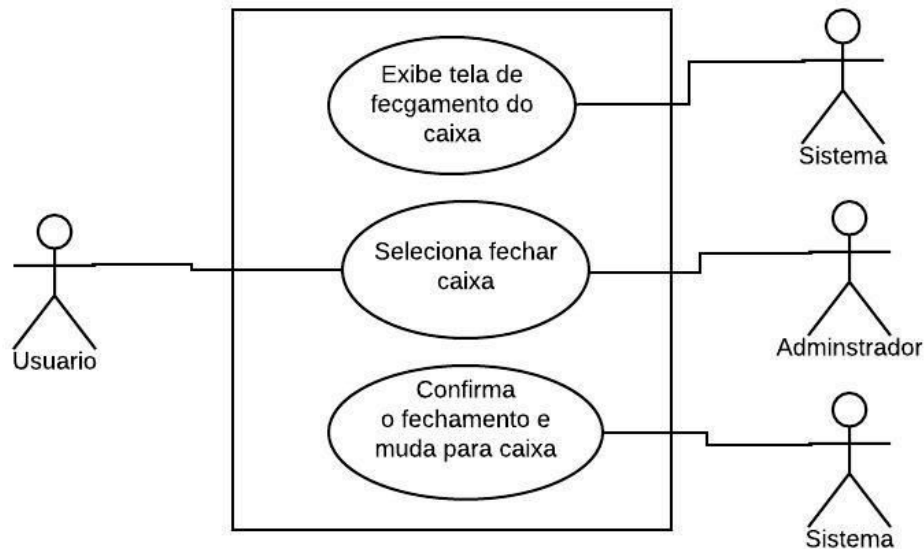 Exibe tela de
fecgamento do
caixa
Sistema
Seleciona fechar
caixa
Usuario
Adminstrador
Confirma
o fechamento e
muda para caixa
Sistema